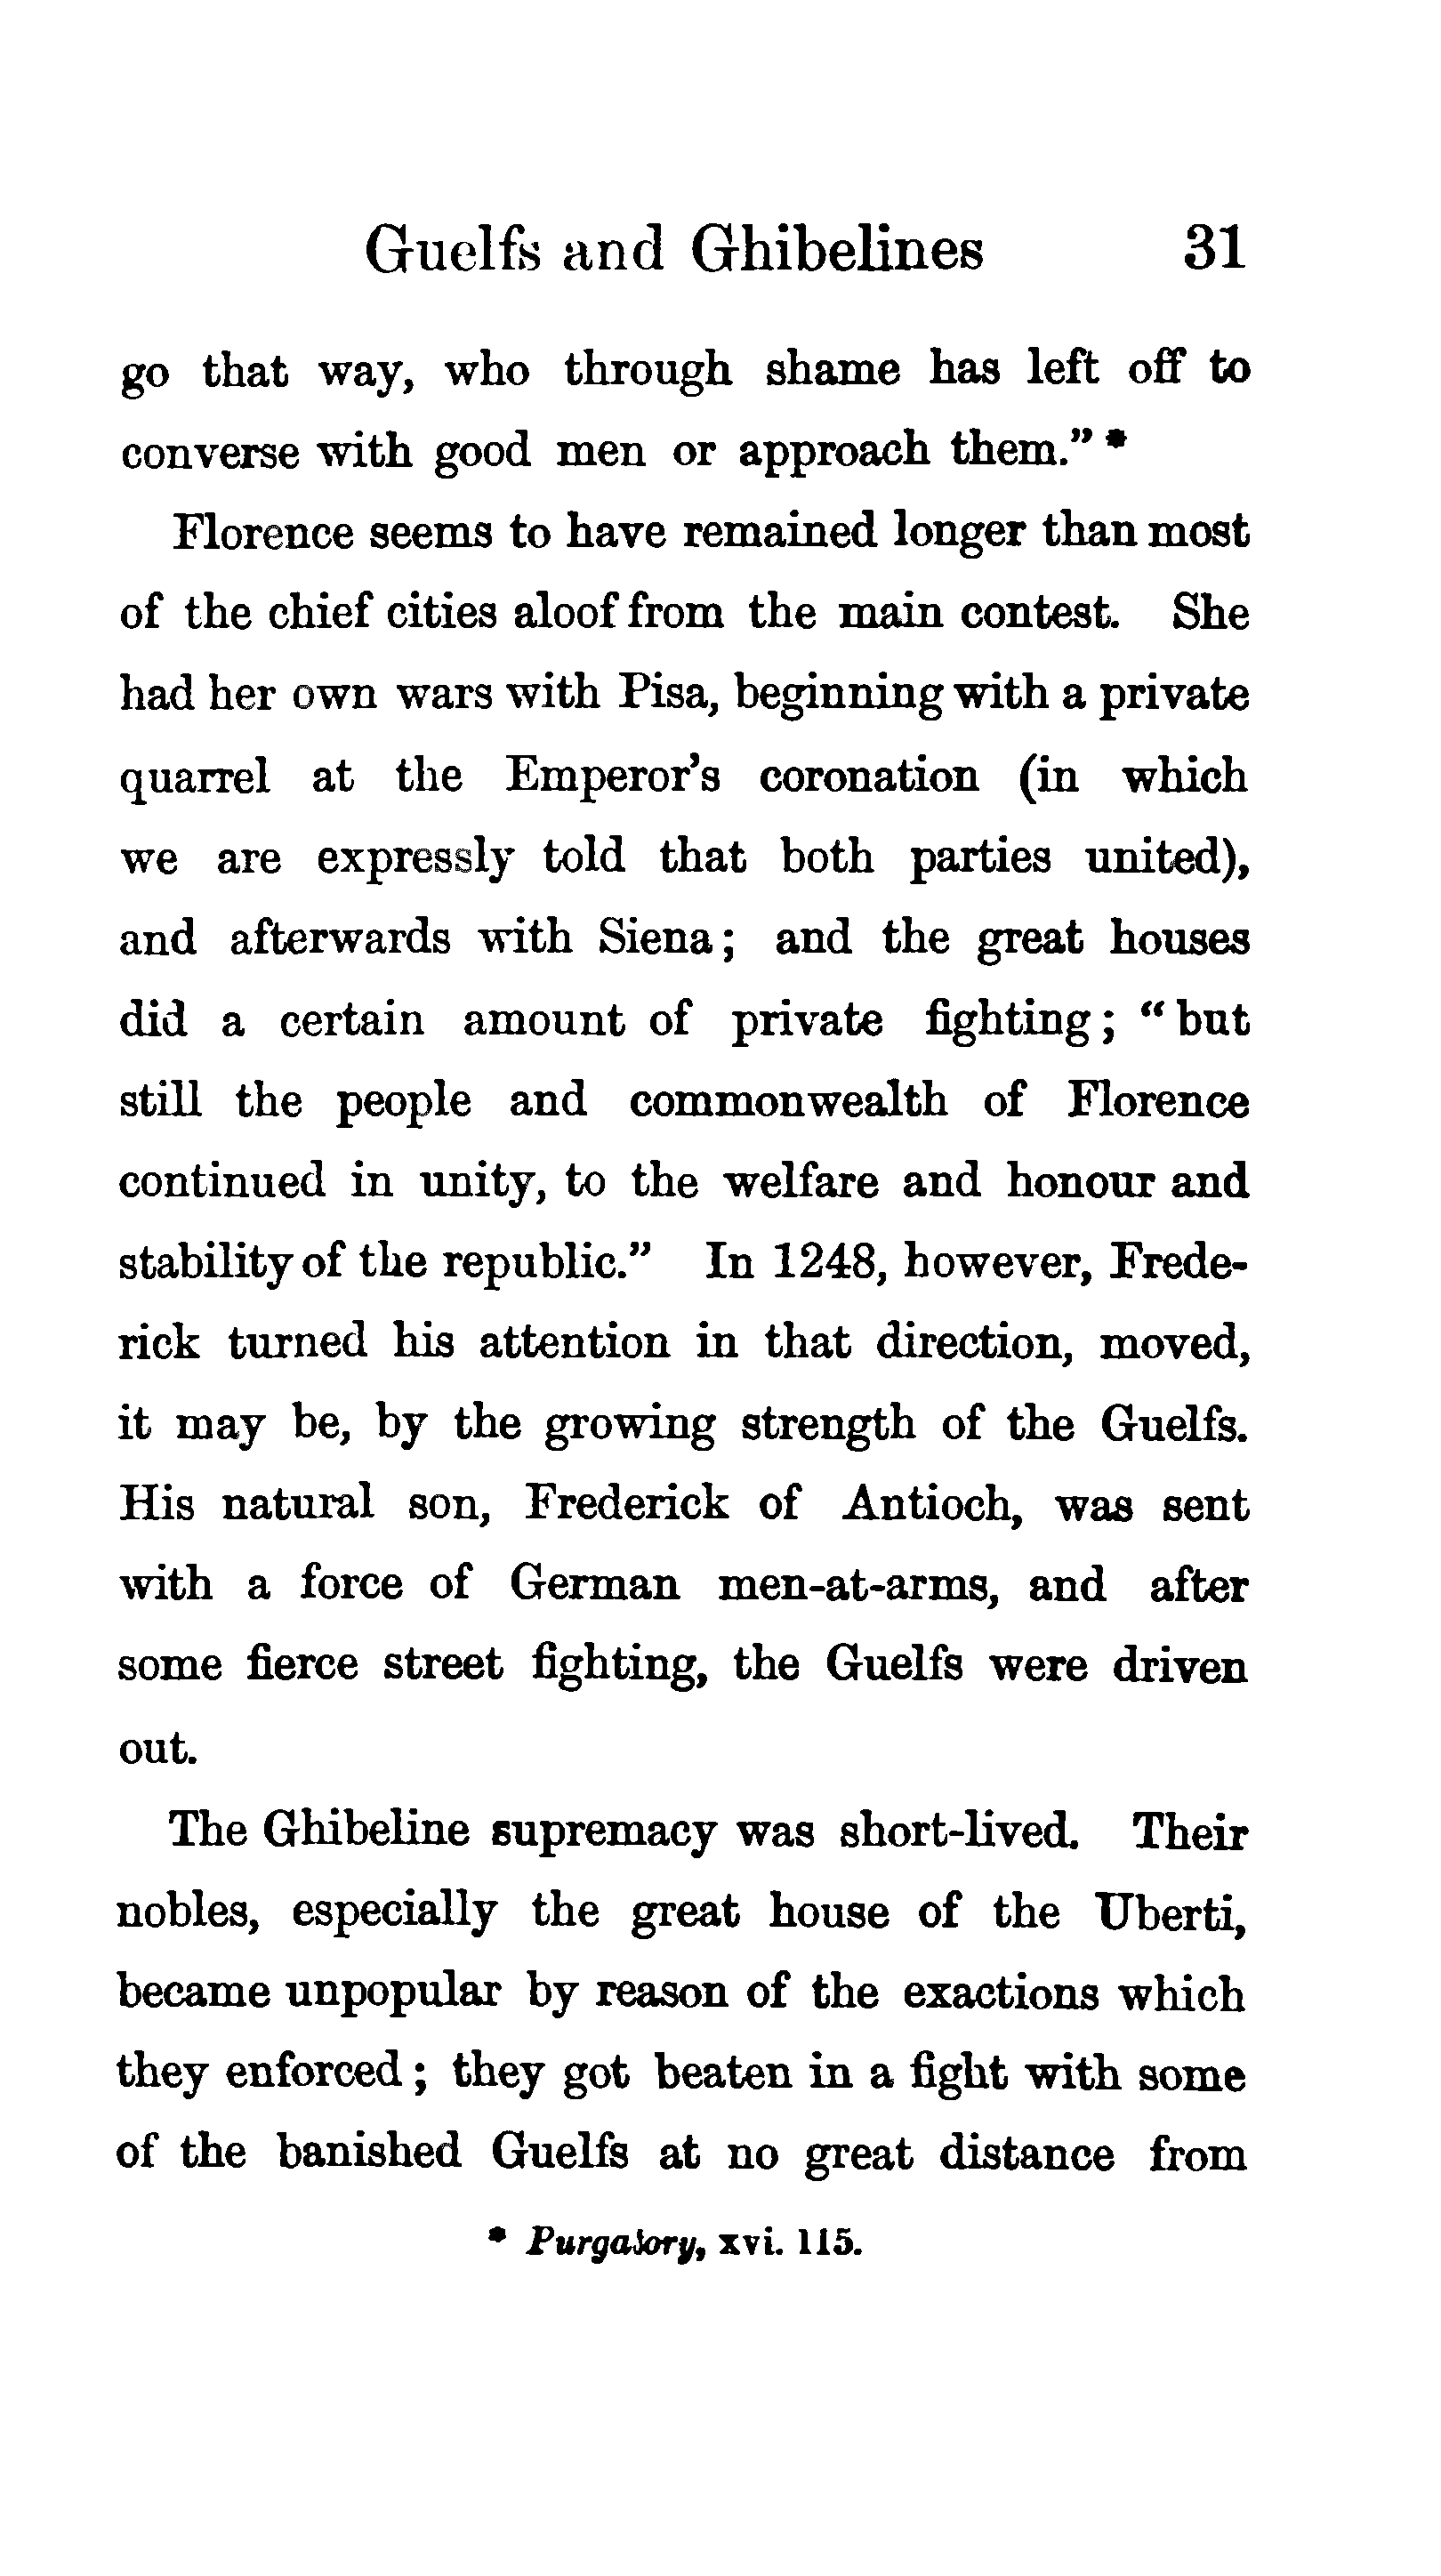 Guelfs and Ghibelines 31
go that way, who through shame has left off to
converse with good men or approach them.” *
Florence seems to have remained longer than most
of the chief cities aloof from the main contest. She
had her own wars with Pisa, beginning with a private
quarrel at the Emperor’s coronation (in which
we are expressly told that both parties united),
and afterwards with Siena; and the great houses
did a certain amount of private fighting; “but
still the people and commonwealth of Florence
continued in unity, to the welfare and honour and
stability of the republic.” In 1248, however, Frede-
rick turned his attention in that direction, moved,
it may be, by the growing strength of the Guelfs.
His natural son, Frederick of Antioch, was sent
with a force of German men-at-arms, and after
some fierce street fighting, the Guelfs were driven
out.
The Ghibeline supremacy was short-lived. Their
nobles, especially the great house of the Uberti,
became unpopular by reason of the exactions which
they enforced; they got beaten in a fight with some
of the banished Guelfs at no great distance from
* Purgatory, xvi. 115.